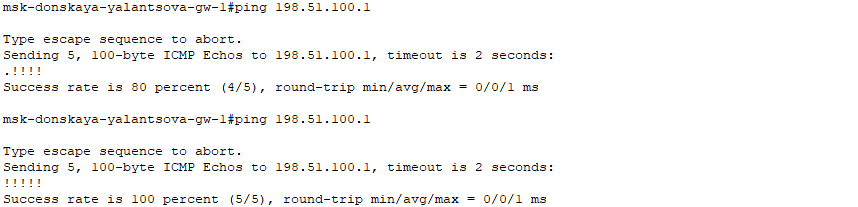 msk-donskaya-yalantsova-gw-1#ping 198.51.100.1
Type escape sequence to abort.
Sending 5, 100-byte ICMP Echos to 198.51.100.1, timeout is 2 seconds:
.!!!!
Success rate is 80 percent (4/5), round-trip min/avg/max = 0/0/1 ms
msk-donskaya-yalantsova-gw-1#ping 198.51.100.1
Type escape sequence to abort.
Sending 5, 100-byte ICMP Echos to 198.51.100.1, timeout is 2 seconds:
!!!!!
Success rate is 100 percent (5/5), round-trip min/avg/max = 0/0/1 ms